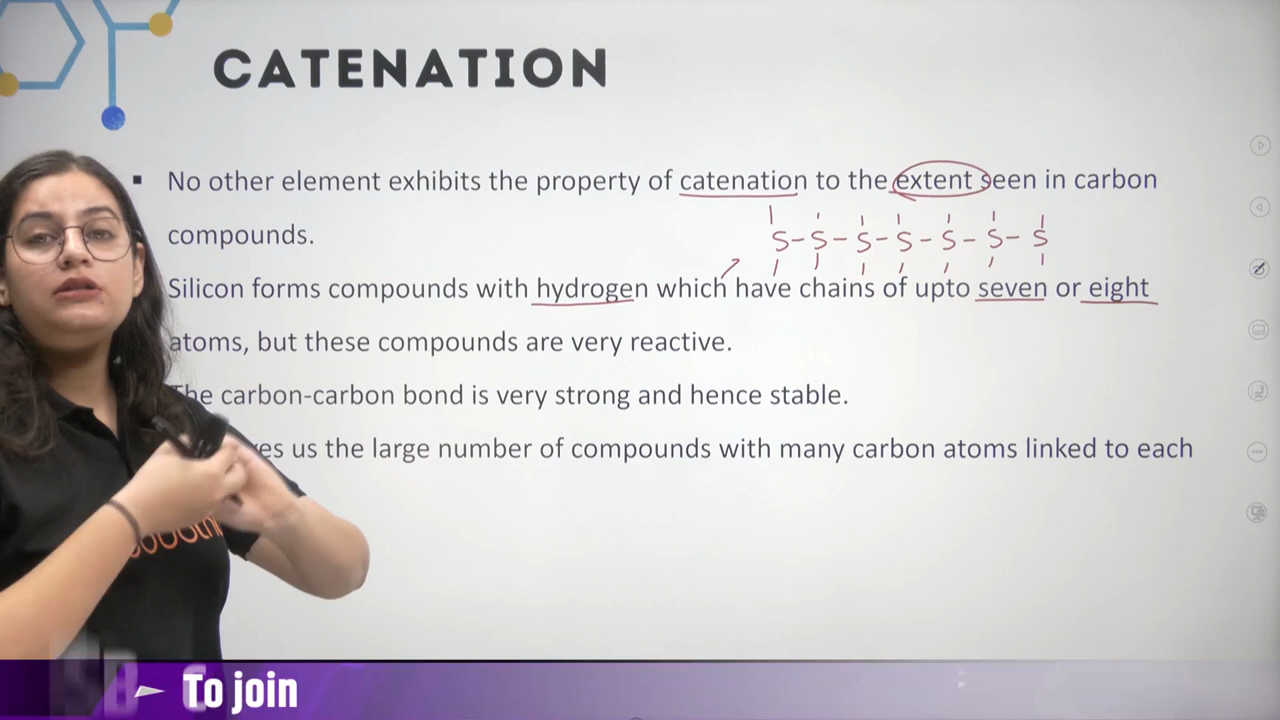 CATENATION
▪ No other element exhibits the property of catenation to the extent seen in carbon
compounds.
S-S-S-S-S-S-S
Silicon forms compounds with hydrogen which have chains of upto seven or eight
atoms, but these compounds are very reactive.
The carbon-carbon bond is very strong and hence stable.
us the large number of compounds with many carbon atoms linked to each
To join